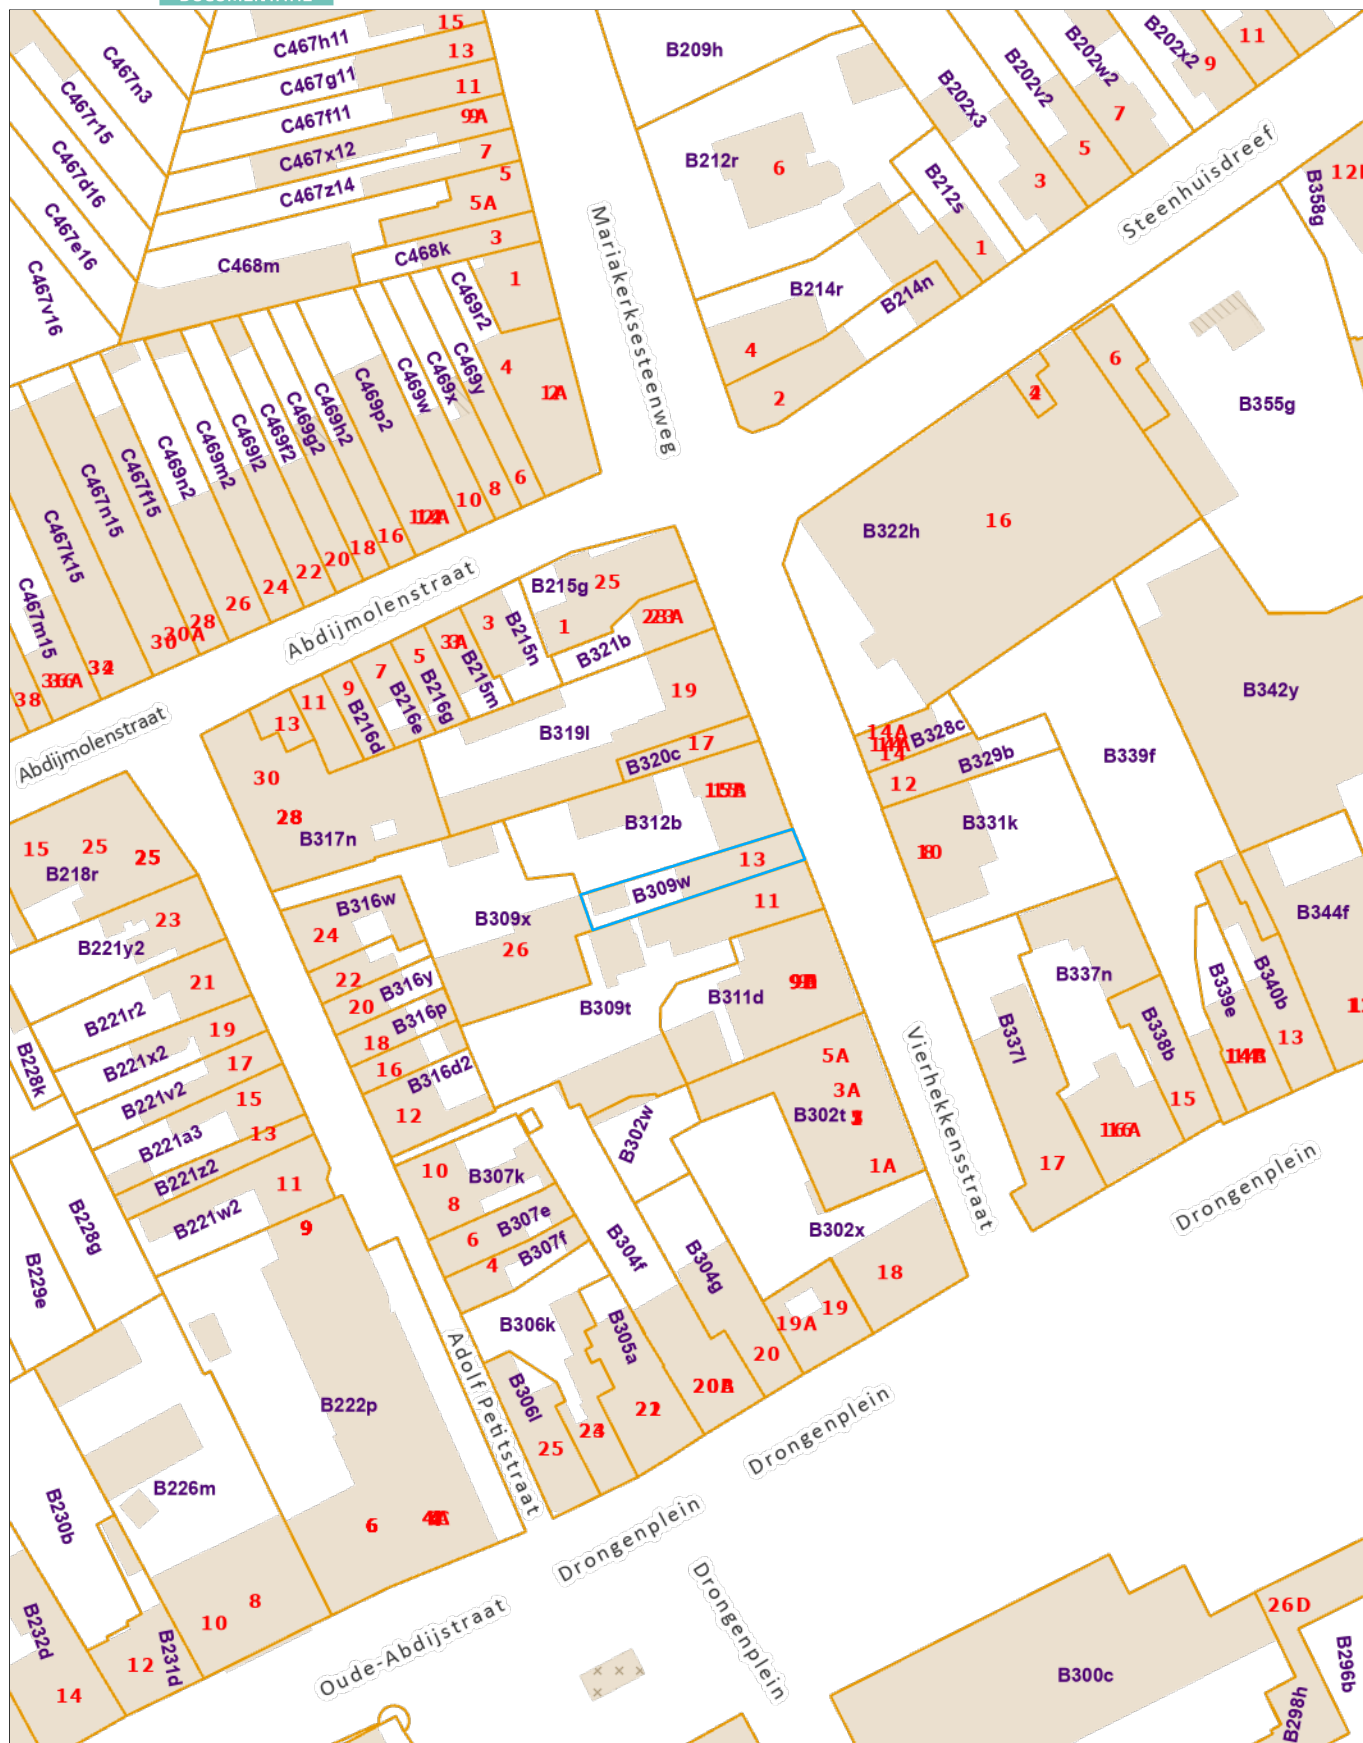 C467h11
15
B209h
C467n3
13
C467g11
11
C467f11
C467r15
C467x12
7
C467z14
5
5A
C467d16
C467e16
C467v16
C468m
C468k
3
1
C469r2
4
B202x2
9
11
B202w2
7
B202v2
5
B202x3
3
B212r
6
B212s
1
Steenhuisdreef
B358g
Mariakerksesteenweg
B214r
B214n
4
2
6
B355g
B322h
16
C469y
C469x
C469w
C469p2
C469h2
C469g2
C469f2
C469l2
C469m2
C469n2
C467f15
C467n15
C467k15
C467m15
6
8
10
16
18
20
22
24
26
28
30
38
Abdijmolenstraat
Abdijmolenstraat
B215g
25
1
3
B215n
B321b
B215m
5
B216g
7
B216e
9
B216d
11
13
19
B319l
17
B320c
30
28
B317n
B312b
13
B309w
11
14A
14
B328c
B329b
12
B331k
B339f
B342y
15
25
25
B218r
23
B221y2
B316w
24
B309x
26
22
B316y
20
B316p
18
16
B316d2
12
B309t
B311d
5A
3A
B302t
1A
21
B221r2
19
B221x2
17
B221v2
15
B221a3
13
B221z2
11
B221w2
B228k
B228g
B229e
9
B344f
B340b
B339e
13
B337n
B337l
B338b
15
17
Vierhekkensstraat
Drongenplein
B302w
B302x
10
B307k
8
B307e
6
B307f
4
B304f
B304g
18
19
19A
20
B306k
B305a
B306l
25
Adolf Petitstraat
Drongenplein
Drongenplein
Drongenplein
B222p
6
B226m
B230b
8
10
B231d
12
B232d
14
Oude-Abdijstraat
B300c
26D
B296b
B298h